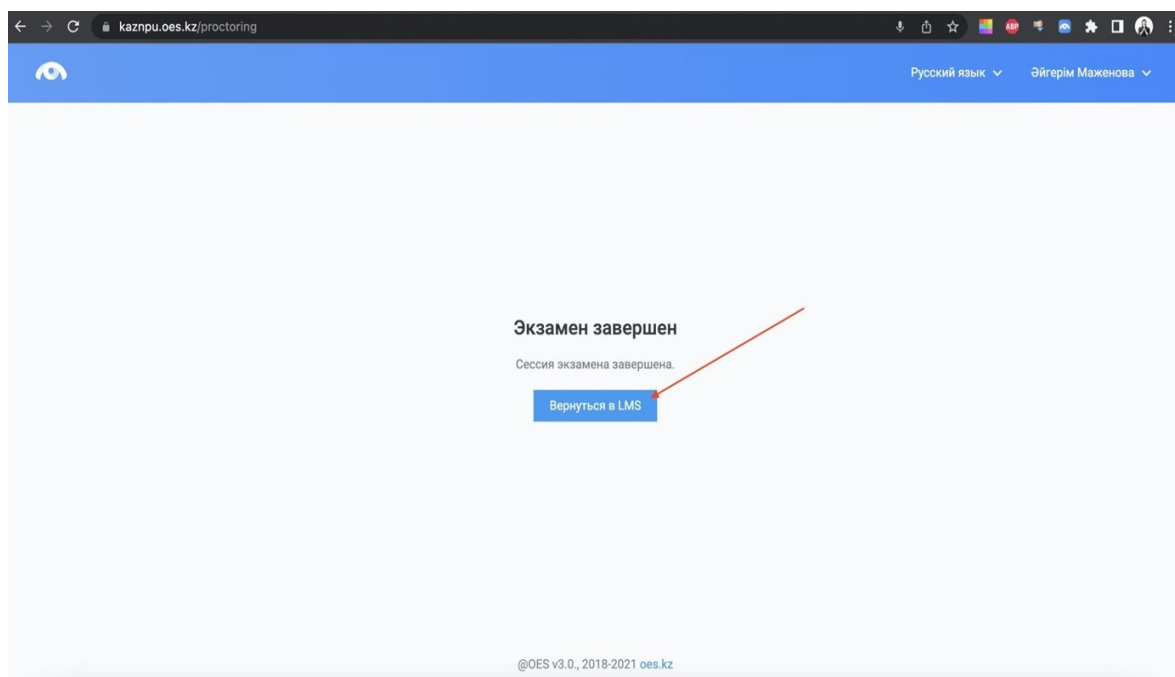 kaznpu.oes.kz/proctoring
ABP
Русский язык
Әйгерім Маженова
Экзамен завершен
Сессия экзамена завершена.
Вернуться в LMS
@OES v3.0., 2018-2021 oes.kz